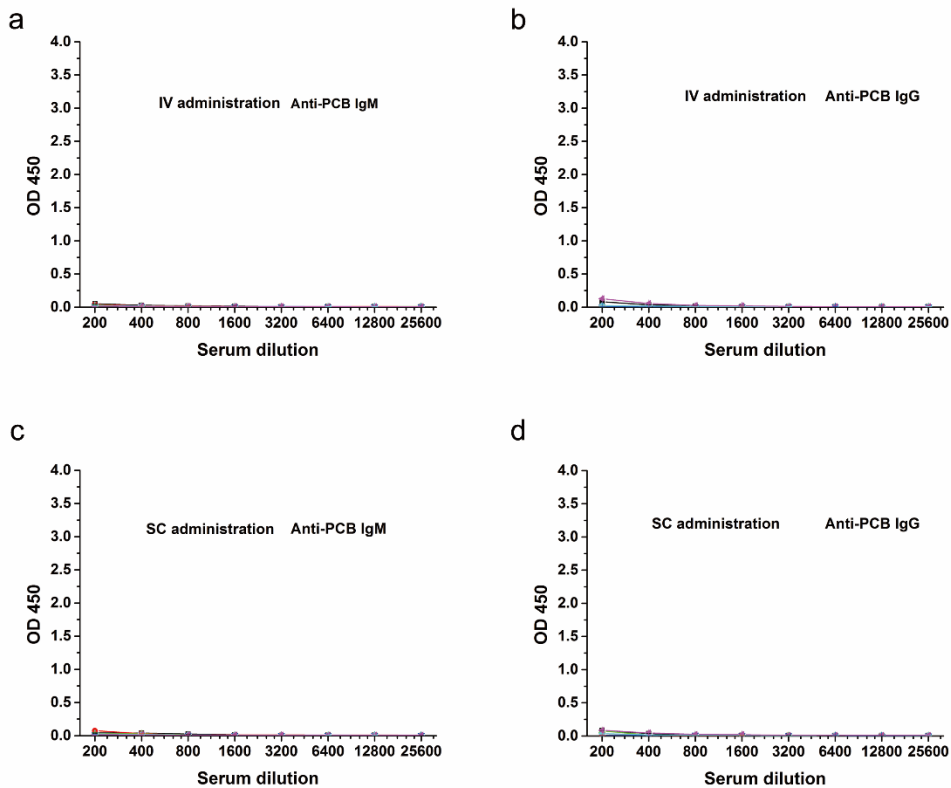 a
4.0
3.5
3.0
2.5
2.0
1.5
1.0
0.5
0.0
OD 450
IV administration Anti-PCB IgM
200 400 800 1600 3200 6400 12800 25600
Serum dilution
b
4.0
3.5
3.0
2.5
2.0
1.5
1.0
0.5
0.0
OD 450
IV administration Anti-PCB IgG
200 400 800 1600 3200 6400 12800 25600
Serum dilution
c
4.0
3.5
3.0
2.5
2.0
1.5
1.0
0.5
0.0
OD 450
SC administration Anti-PCB IgM
200 400 800 1600 3200 6400 12800 25600
Serum dilution
d
4.0
3.5
3.0
2.5
2.0
1.5
1.0
0.5
0.0
OD 450
SC administration Anti-PCB IgG
200 400 800 1600 3200 6400 12800 25600
Serum dilution